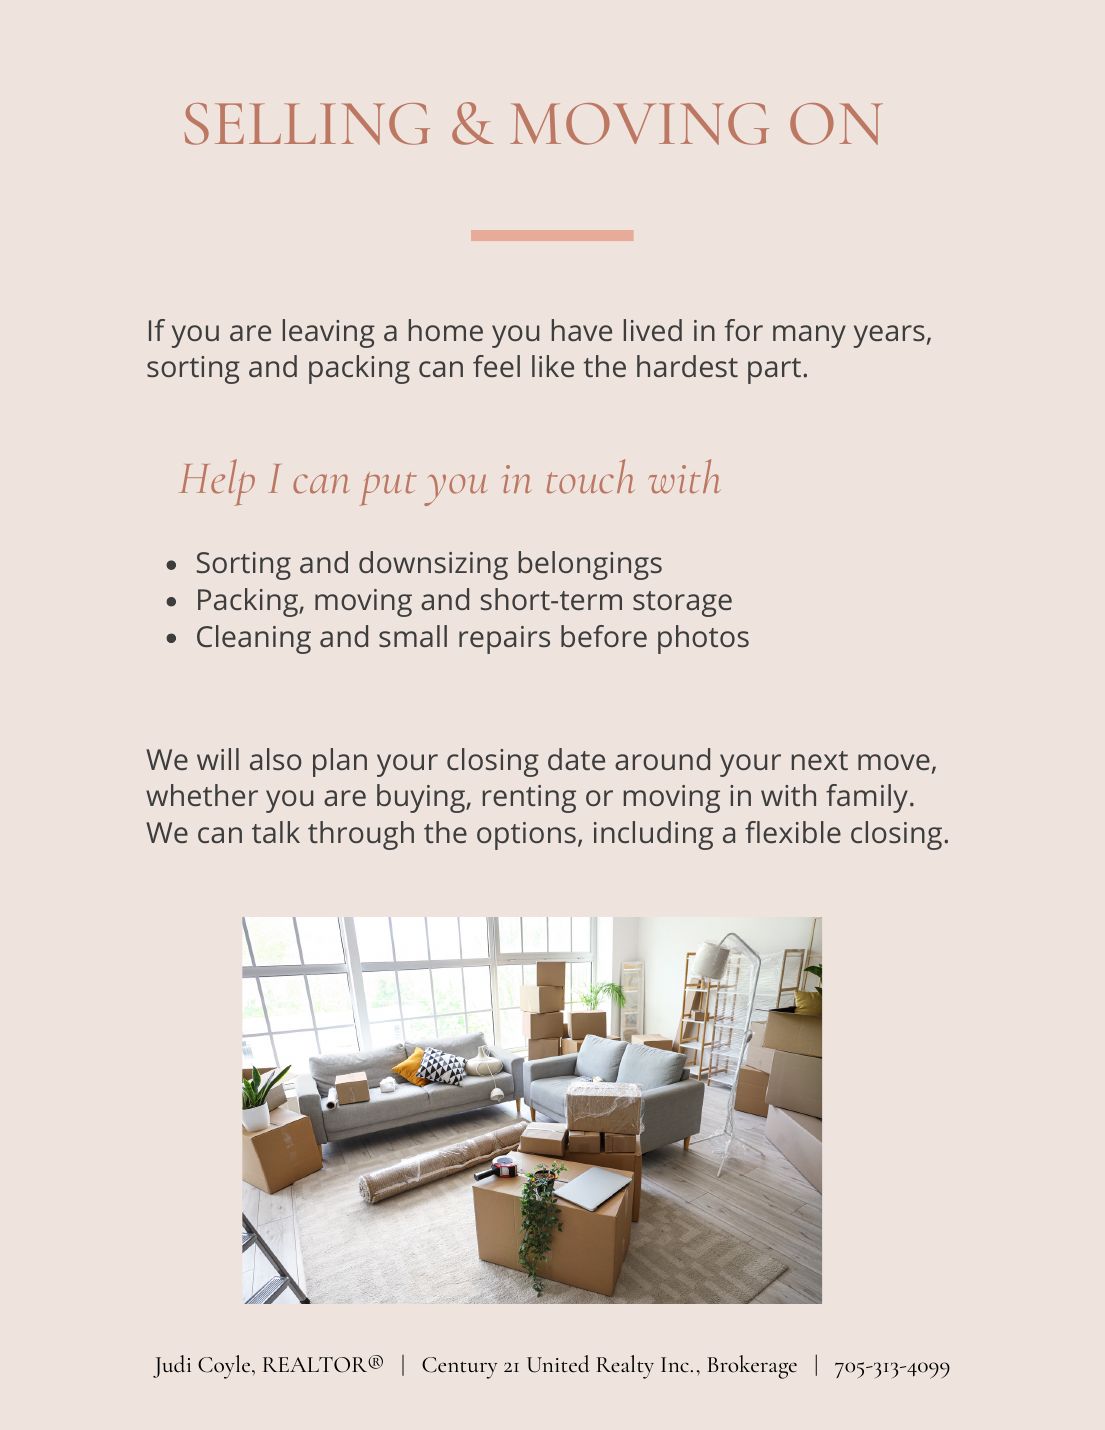 SELLING & MOVING ON
If you are leaving a home you have lived in for many years,
sorting and packing can feel like the hardest part.
Help I can put you in touch with
• Sorting and downsizing belongings
• Packing, moving and short-term storage
• Cleaning and small repairs before photos
We will also plan your closing date around your next move,
whether you are buying, renting or moving in with family.
We can talk through the options, including a flexible closing.
Judi Coyle, REALTOR® | Century 21 United Realty Inc., Brokerage | 705-313-4099